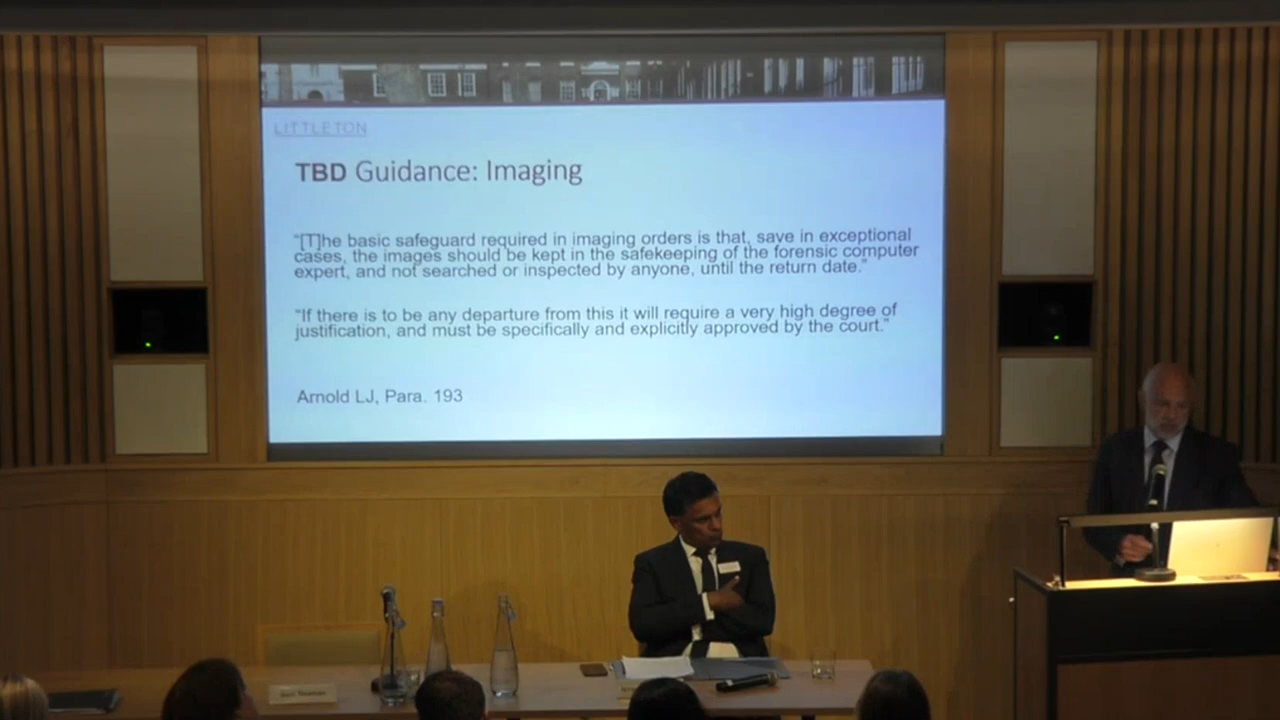 LITTLETON
TBD Guidance: Imaging
“[T]he basic safeguard required in imaging orders is that, save in exceptional
cases, the images should be kept in the safekeeping of the forensic computer
expert, and not searched or inspected by anyone, until the return date.”
“If there is to be any departure from this it will require a very high degree of
justification, and must be specifically and explicitly approved by the court.”
Arnold LJ, Para. 193